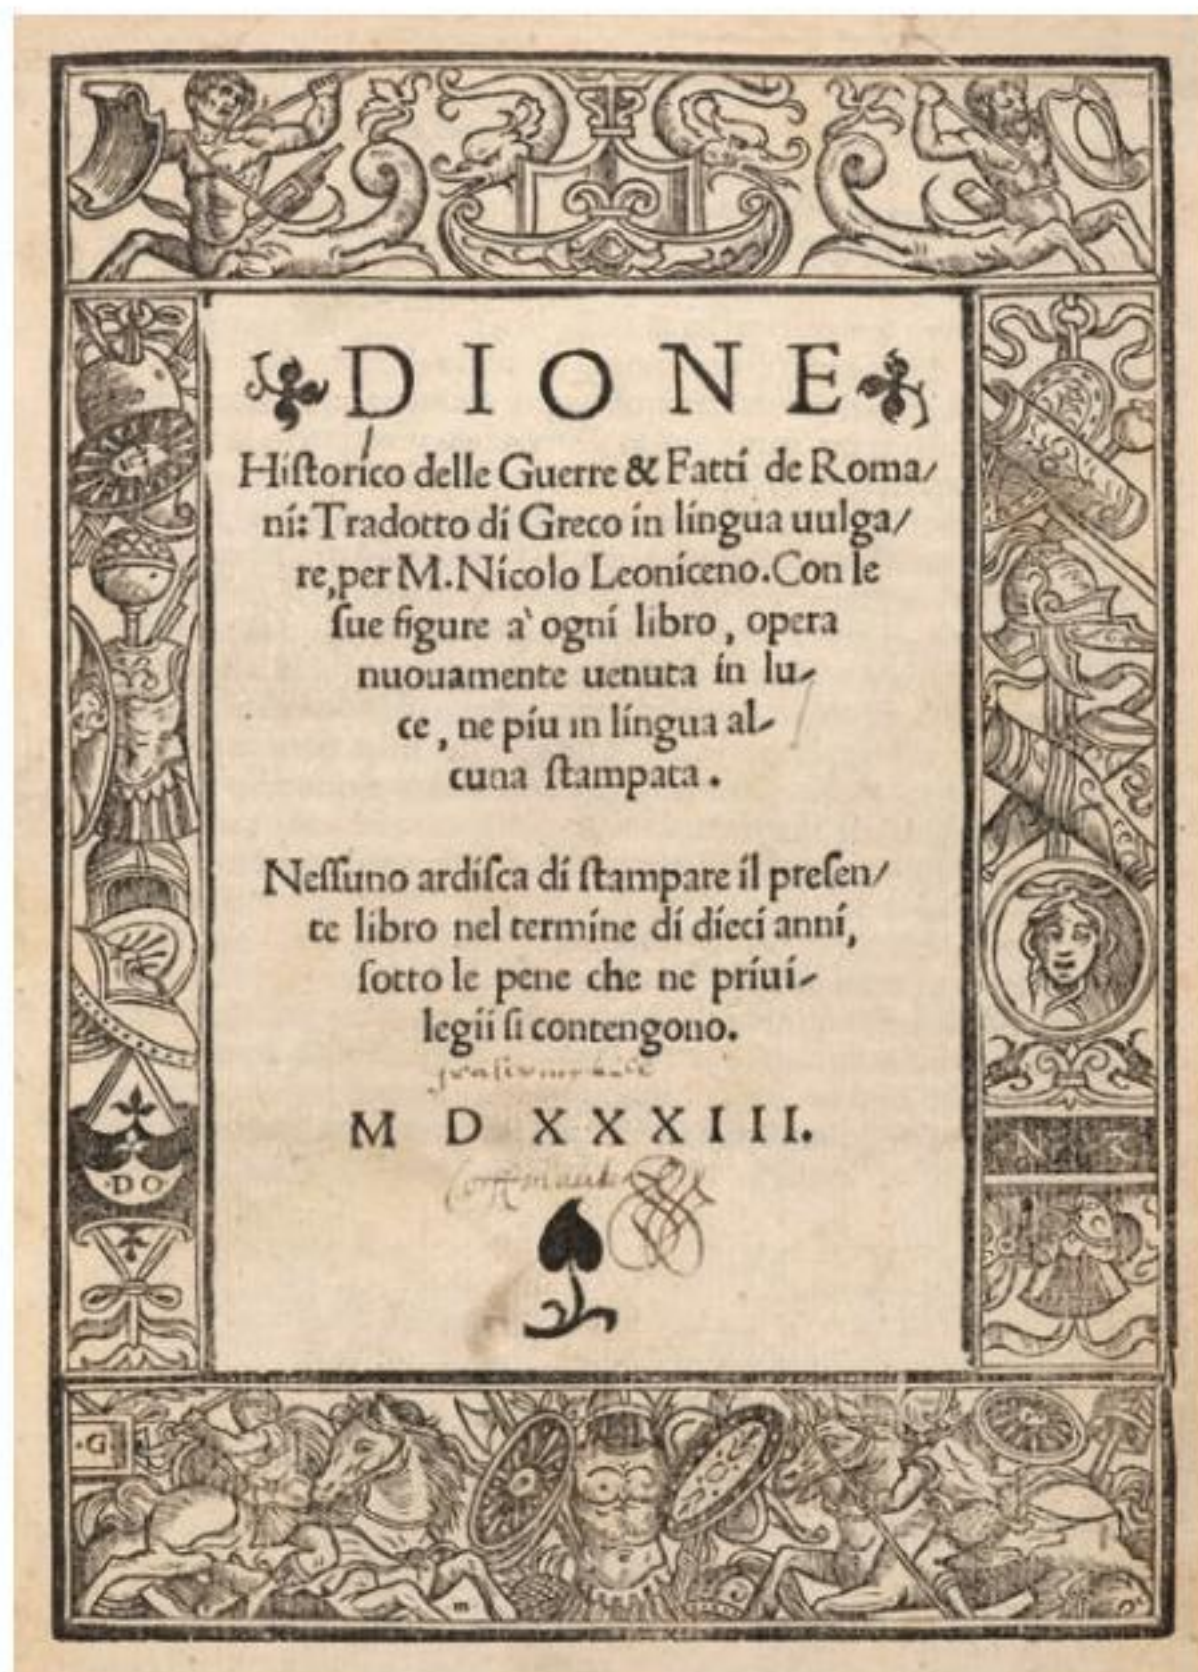 DIONE
Hiſtorico delle Guerre & Fatti de Roma/
ni: Tradotto di Greco in lingua uulga/
re, per M. Nicolo Leoniceno. Con le
ſue figure a` ogni libro, opera
nuouamente uenuta in lu-
ce, ne piu in lingua al-
cuna ſtampata.
Neſſuno ardiſca di ſtampare il preſen/
te libro nel termine di dieci anni,
ſotto le pene che ne priui-
legii ſi contengono.
M D XXXIII.
·DO·
·G·
m